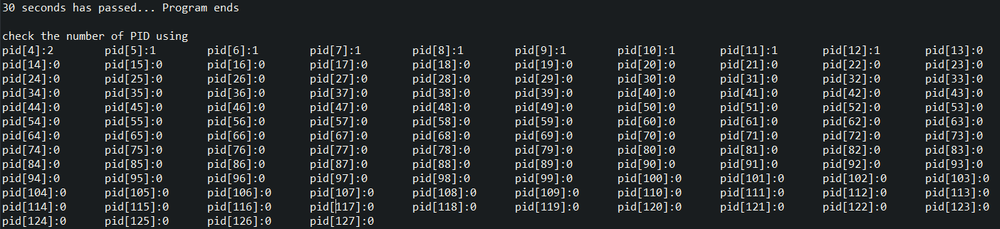 30 seconds has passed... Program ends
check the number of PID using
pid[4]:2 pid[5]:1 pid[6]:1 pid[7]:1 pid[8]:1 pid[9]:1 pid[10]:1 pid[11]:1 pid[12]:1 pid[13]:0
pid[14]:0 pid[15]:0 pid[16]:0 pid[17]:0 pid[18]:0 pid[19]:0 pid[20]:0 pid[21]:0 pid[22]:0 pid[23]:0
pid[24]:0 pid[25]:0 pid[26]:0 pid[27]:0 pid[28]:0 pid[29]:0 pid[30]:0 pid[31]:0 pid[32]:0 pid[33]:0
pid[34]:0 pid[35]:0 pid[36]:0 pid[37]:0 pid[38]:0 pid[39]:0 pid[40]:0 pid[41]:0 pid[42]:0 pid[43]:0
pid[44]:0 pid[45]:0 pid[46]:0 pid[47]:0 pid[48]:0 pid[49]:0 pid[50]:0 pid[51]:0 pid[52]:0 pid[53]:0
pid[54]:0 pid[55]:0 pid[56]:0 pid[57]:0 pid[58]:0 pid[59]:0 pid[60]:0 pid[61]:0 pid[62]:0 pid[63]:0
pid[64]:0 pid[65]:0 pid[66]:0 pid[67]:0 pid[68]:0 pid[69]:0 pid[70]:0 pid[71]:0 pid[72]:0 pid[73]:0
pid[74]:0 pid[75]:0 pid[76]:0 pid[77]:0 pid[78]:0 pid[79]:0 pid[80]:0 pid[81]:0 pid[82]:0 pid[83]:0
pid[84]:0 pid[85]:0 pid[86]:0 pid[87]:0 pid[88]:0 pid[89]:0 pid[90]:0 pid[91]:0 pid[92]:0 pid[93]:0
pid[94]:0 pid[95]:0 pid[96]:0 pid[97]:0 pid[98]:0 pid[99]:0 pid[100]:0 pid[101]:0 pid[102]:0 pid[103]:0
pid[104]:0 pid[105]:0 pid[106]:0 pid[107]:0 pid[108]:0 pid[109]:0 pid[110]:0 pid[111]:0 pid[112]:0 pid[113]:0
pid[114]:0 pid[115]:0 pid[116]:0 pid[117]:0 pid[118]:0 pid[119]:0 pid[120]:0 pid[121]:0 pid[122]:0 pid[123]:0
pid[124]:0 pid[125]:0 pid[126]:0 pid[127]:0